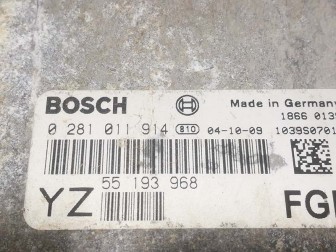 BOSCH
Made in Germany
1866 013
0 281 011 914 810 04-10-09 1039S0701
YZ 55 193 968